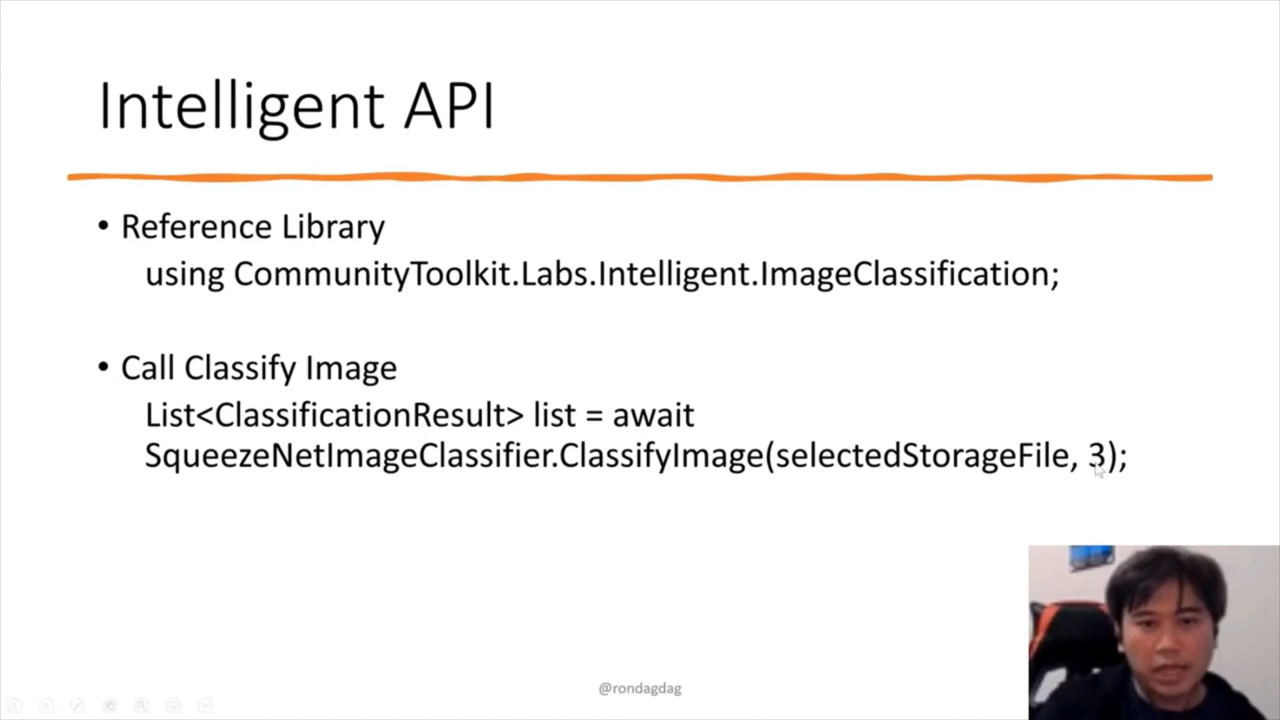 Intelligent API
• Reference Library
using CommunityToolkit.Labs.Intelligent.ImageClassification;
• Call Classify Image
List<ClassificationResult> list = await
SqueezeNetImageClassifier.ClassifyImage(selectedStorageFile, 3);
@rondagdag